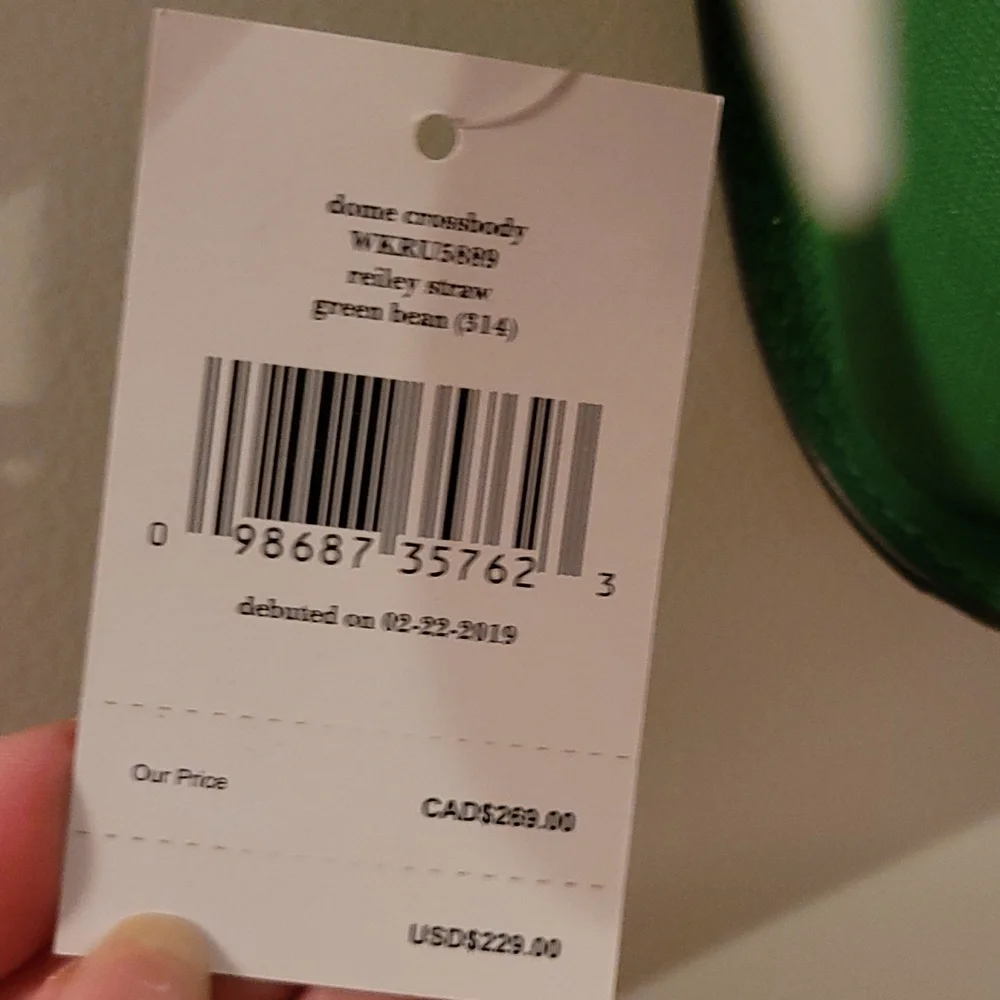 dome crossbody
WKRU5889
reiley straw
green bean (314)
0 98687 35762 3
debuted on 02-22-2019
Our Price
CAD$269.00
USD$229.00